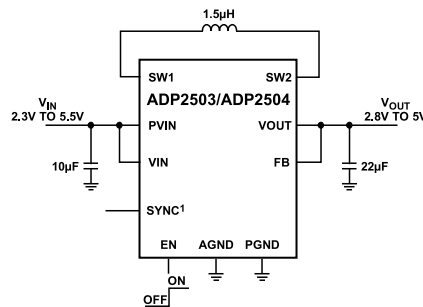 1.5µH
SW1
SW2
ADP2503/ADP2504
VIN
2.3V TO 5.5V
PVIN
VOUT
VOUT
2.8V TO 5V
10µF
VIN
FB
22µF
SYNC1
EN
AGND
PGND
ON
OFF